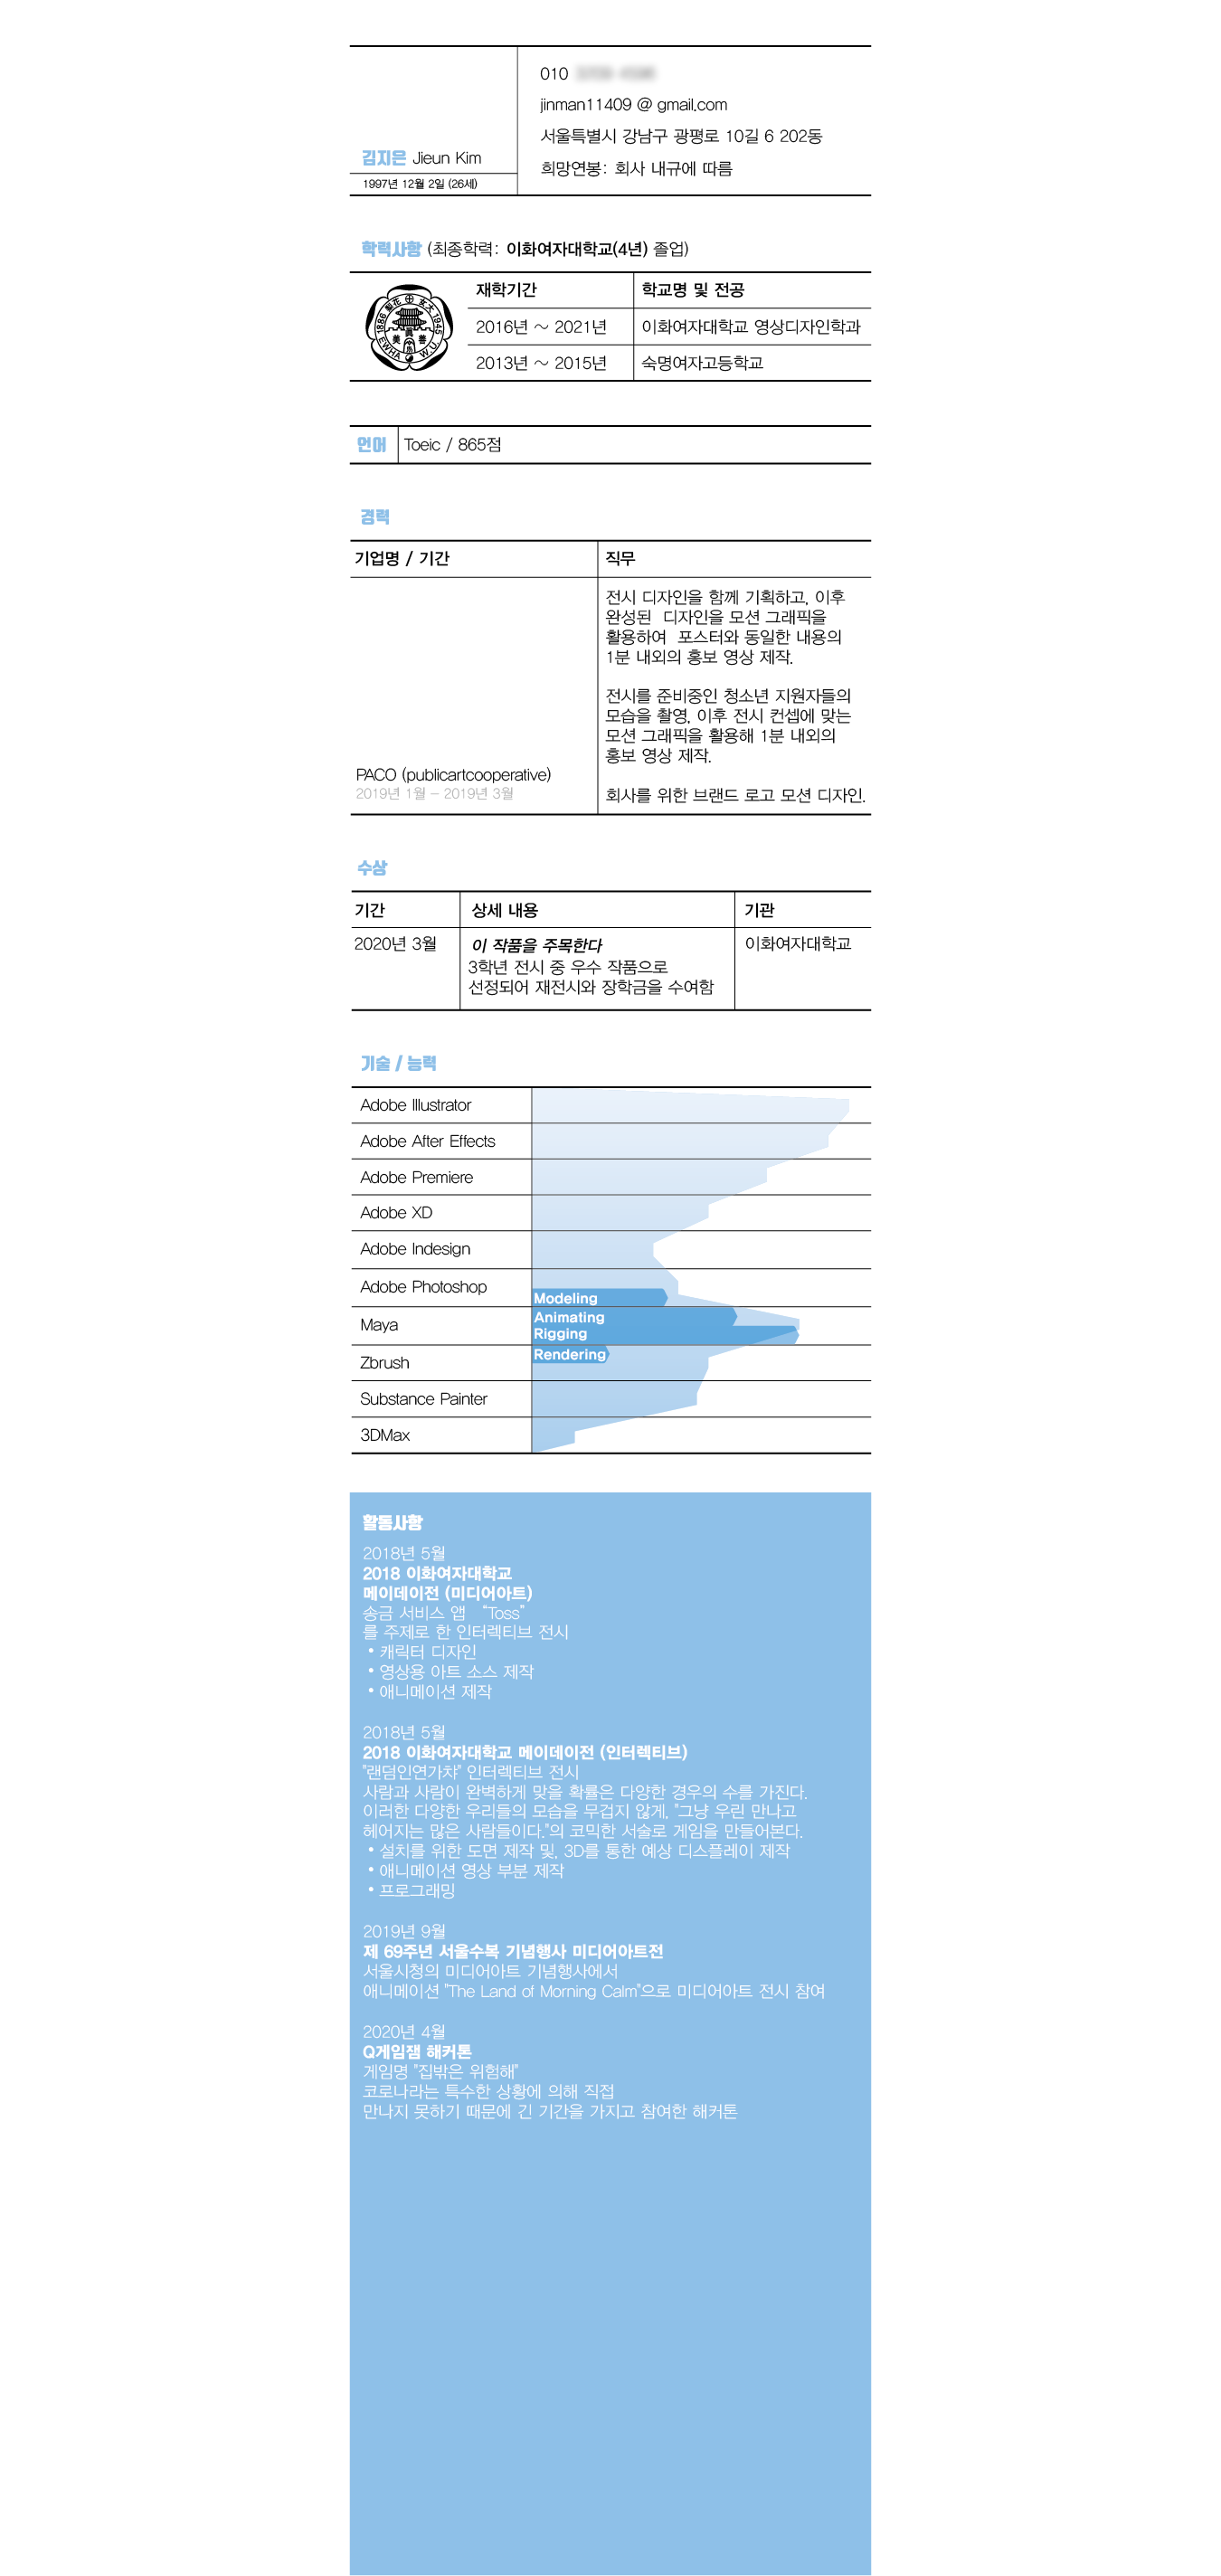 010
jinman11409 @ gmail.com
서울특별시 강남구 광평로 10길 6 202동
희망연봉: 회사 내규에 따름
김지은 Jieun Kim
1997년 12월 2일 (26세)
학력사항 (최종학력: 이화여자대학교(4년) 졸업)
재학기간 학교명 및 전공
2016년 ~ 2021년 이화여자대학교 영상디자인학과
2013년 ~ 2015년 숙명여자고등학교
1886 梨花 女大 1945
眞 善 美
EWHA W.U.
언어 Toeic / 865점
경력
기업명 / 기간 직무
전시 디자인을 함께 기획하고, 이후
완성된 디자인을 모션 그래픽을
활용하여 포스터와 동일한 내용의
1분 내외의 홍보 영상 제작.
전시를 준비중인 청소년 지원자들의
모습을 촬영, 이후 전시 컨셉에 맞는
모션 그래픽을 활용해 1분 내외의
홍보 영상 제작.
회사를 위한 브랜드 로고 모션 디자인.
PACO (publicartcooperative)
2019년 1월 - 2019년 3월
수상
기간 상세 내용 기관
2020년 3월 이 작품을 주목한다 이화여자대학교
3학년 전시 중 우수 작품으로
선정되어 재전시와 장학금을 수여함
기술 / 능력
Adobe Illustrator
Adobe After Effects
Adobe Premiere
Adobe XD
Adobe Indesign
Adobe Photoshop
Modeling
Maya
Animating
Rigging
Zbrush
Rendering
Substance Painter
3DMax
활동사항
2018년 5월
2018 이화여자대학교
메이데이전 (미디어아트)
송금 서비스 앱 “Toss”
를 주제로 한 인터렉티브 전시
• 캐릭터 디자인
• 영상용 아트 소스 제작
• 애니메이션 제작
2018년 5월
2018 이화여자대학교 메이데이전 (인터렉티브)
"랜덤인연가챠" 인터렉티브 전시
사람과 사람이 완벽하게 맞을 확률은 다양한 경우의 수를 가진다.
이러한 다양한 우리들의 모습을 무겁지 않게, "그냥 우린 만나고
헤어지는 많은 사람들이다."의 코믹한 서술로 게임을 만들어본다.
• 설치를 위한 도면 제작 및, 3D를 통한 예상 디스플레이 제작
• 애니메이션 영상 부분 제작
• 프로그래밍
2019년 9월
제 69주년 서울수복 기념행사 미디어아트전
서울시청의 미디어아트 기념행사에서
애니메이션 "The Land of Morning Calm"으로 미디어아트 전시 참여
2020년 4월
Q게임잼 해커톤
게임명 "집밖은 위험해"
코로나라는 특수한 상황에 의해 직접
만나지 못하기 때문에 긴 기간을 가지고 참여한 해커톤